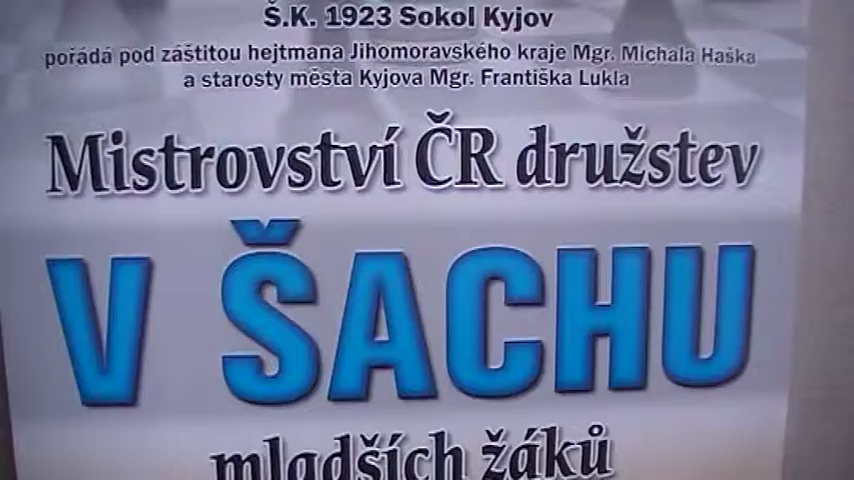 Š.K. 1923 Sokol Kyjov
pořádá pod záštitou hejtmana Jihomoravského kraje Mgr. Michala Haška
a starosty města Kyjova Mgr. Františka Lukla
Mistrovství ČR družstev
V ŠACHU
mladších žáků